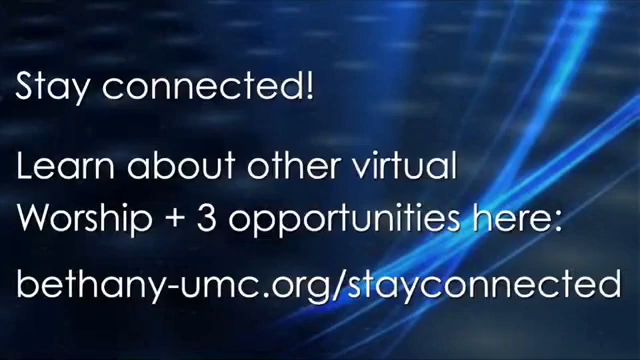 Stay connected!
Learn about other virtual
Worship + 3 opportunities here:
bethany-umc.org/stayconnected